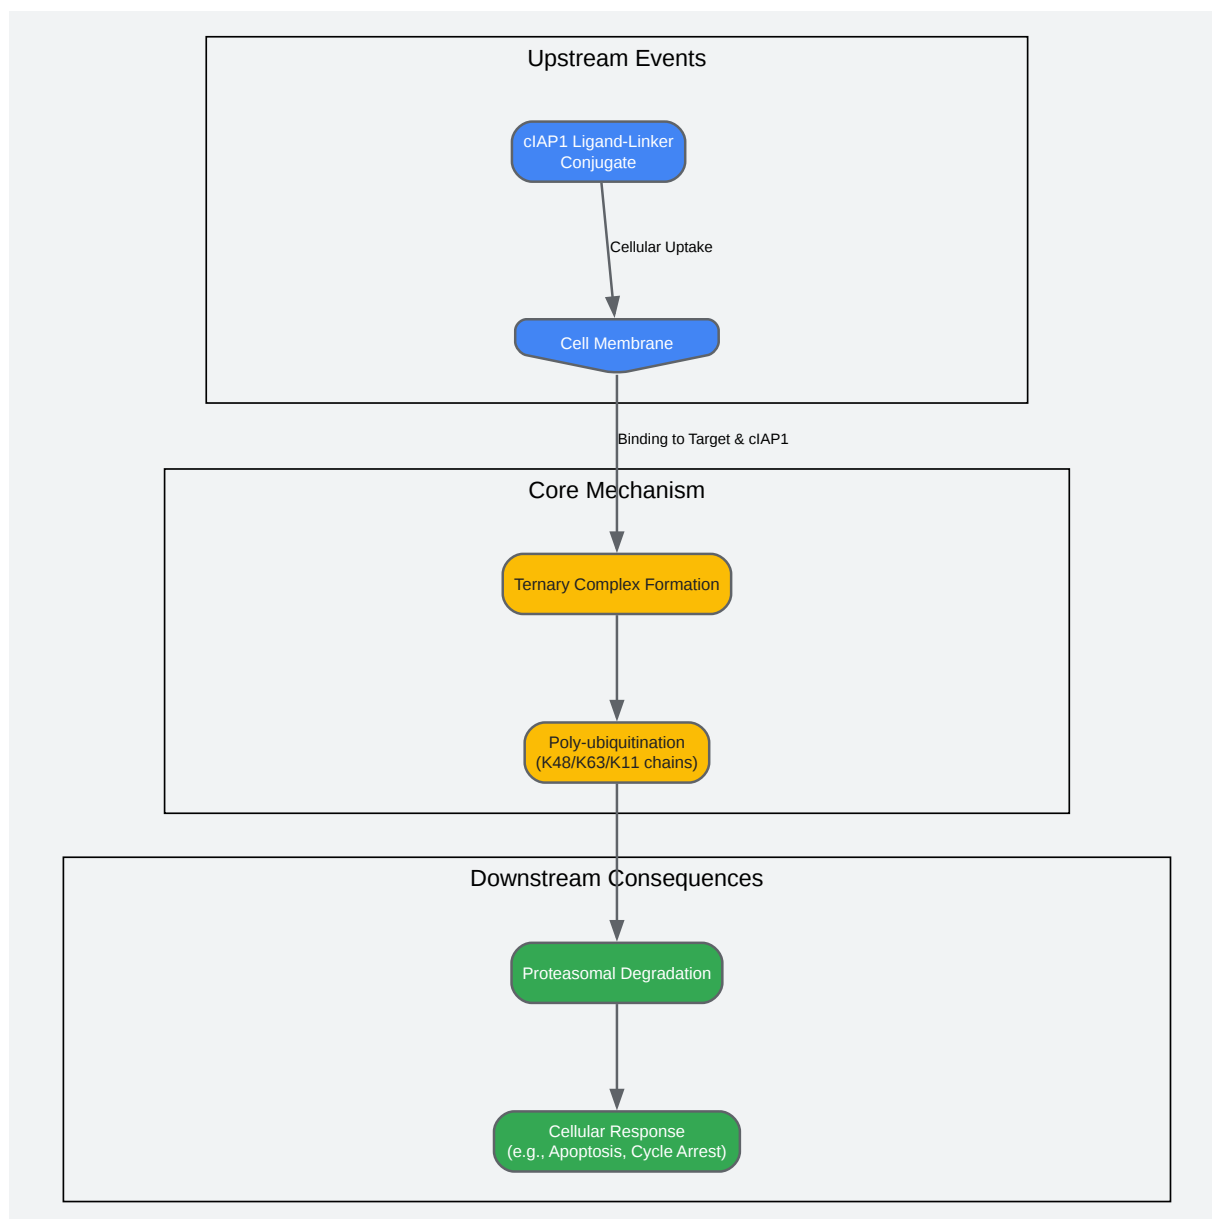 Upstream Events
cIAP1 Ligand-Linker
Conjugate
Cellular Uptake
Cell Membrane
Binding to Target & cIAP1
Core Mechanism
Ternary Complex Formation
Poly-ubiquitination
(K48/K63/K11 chains)
Downstream Consequences
Proteasomal Degradation
Cellular Response
(e.g., Apoptosis, Cycle Arrest)